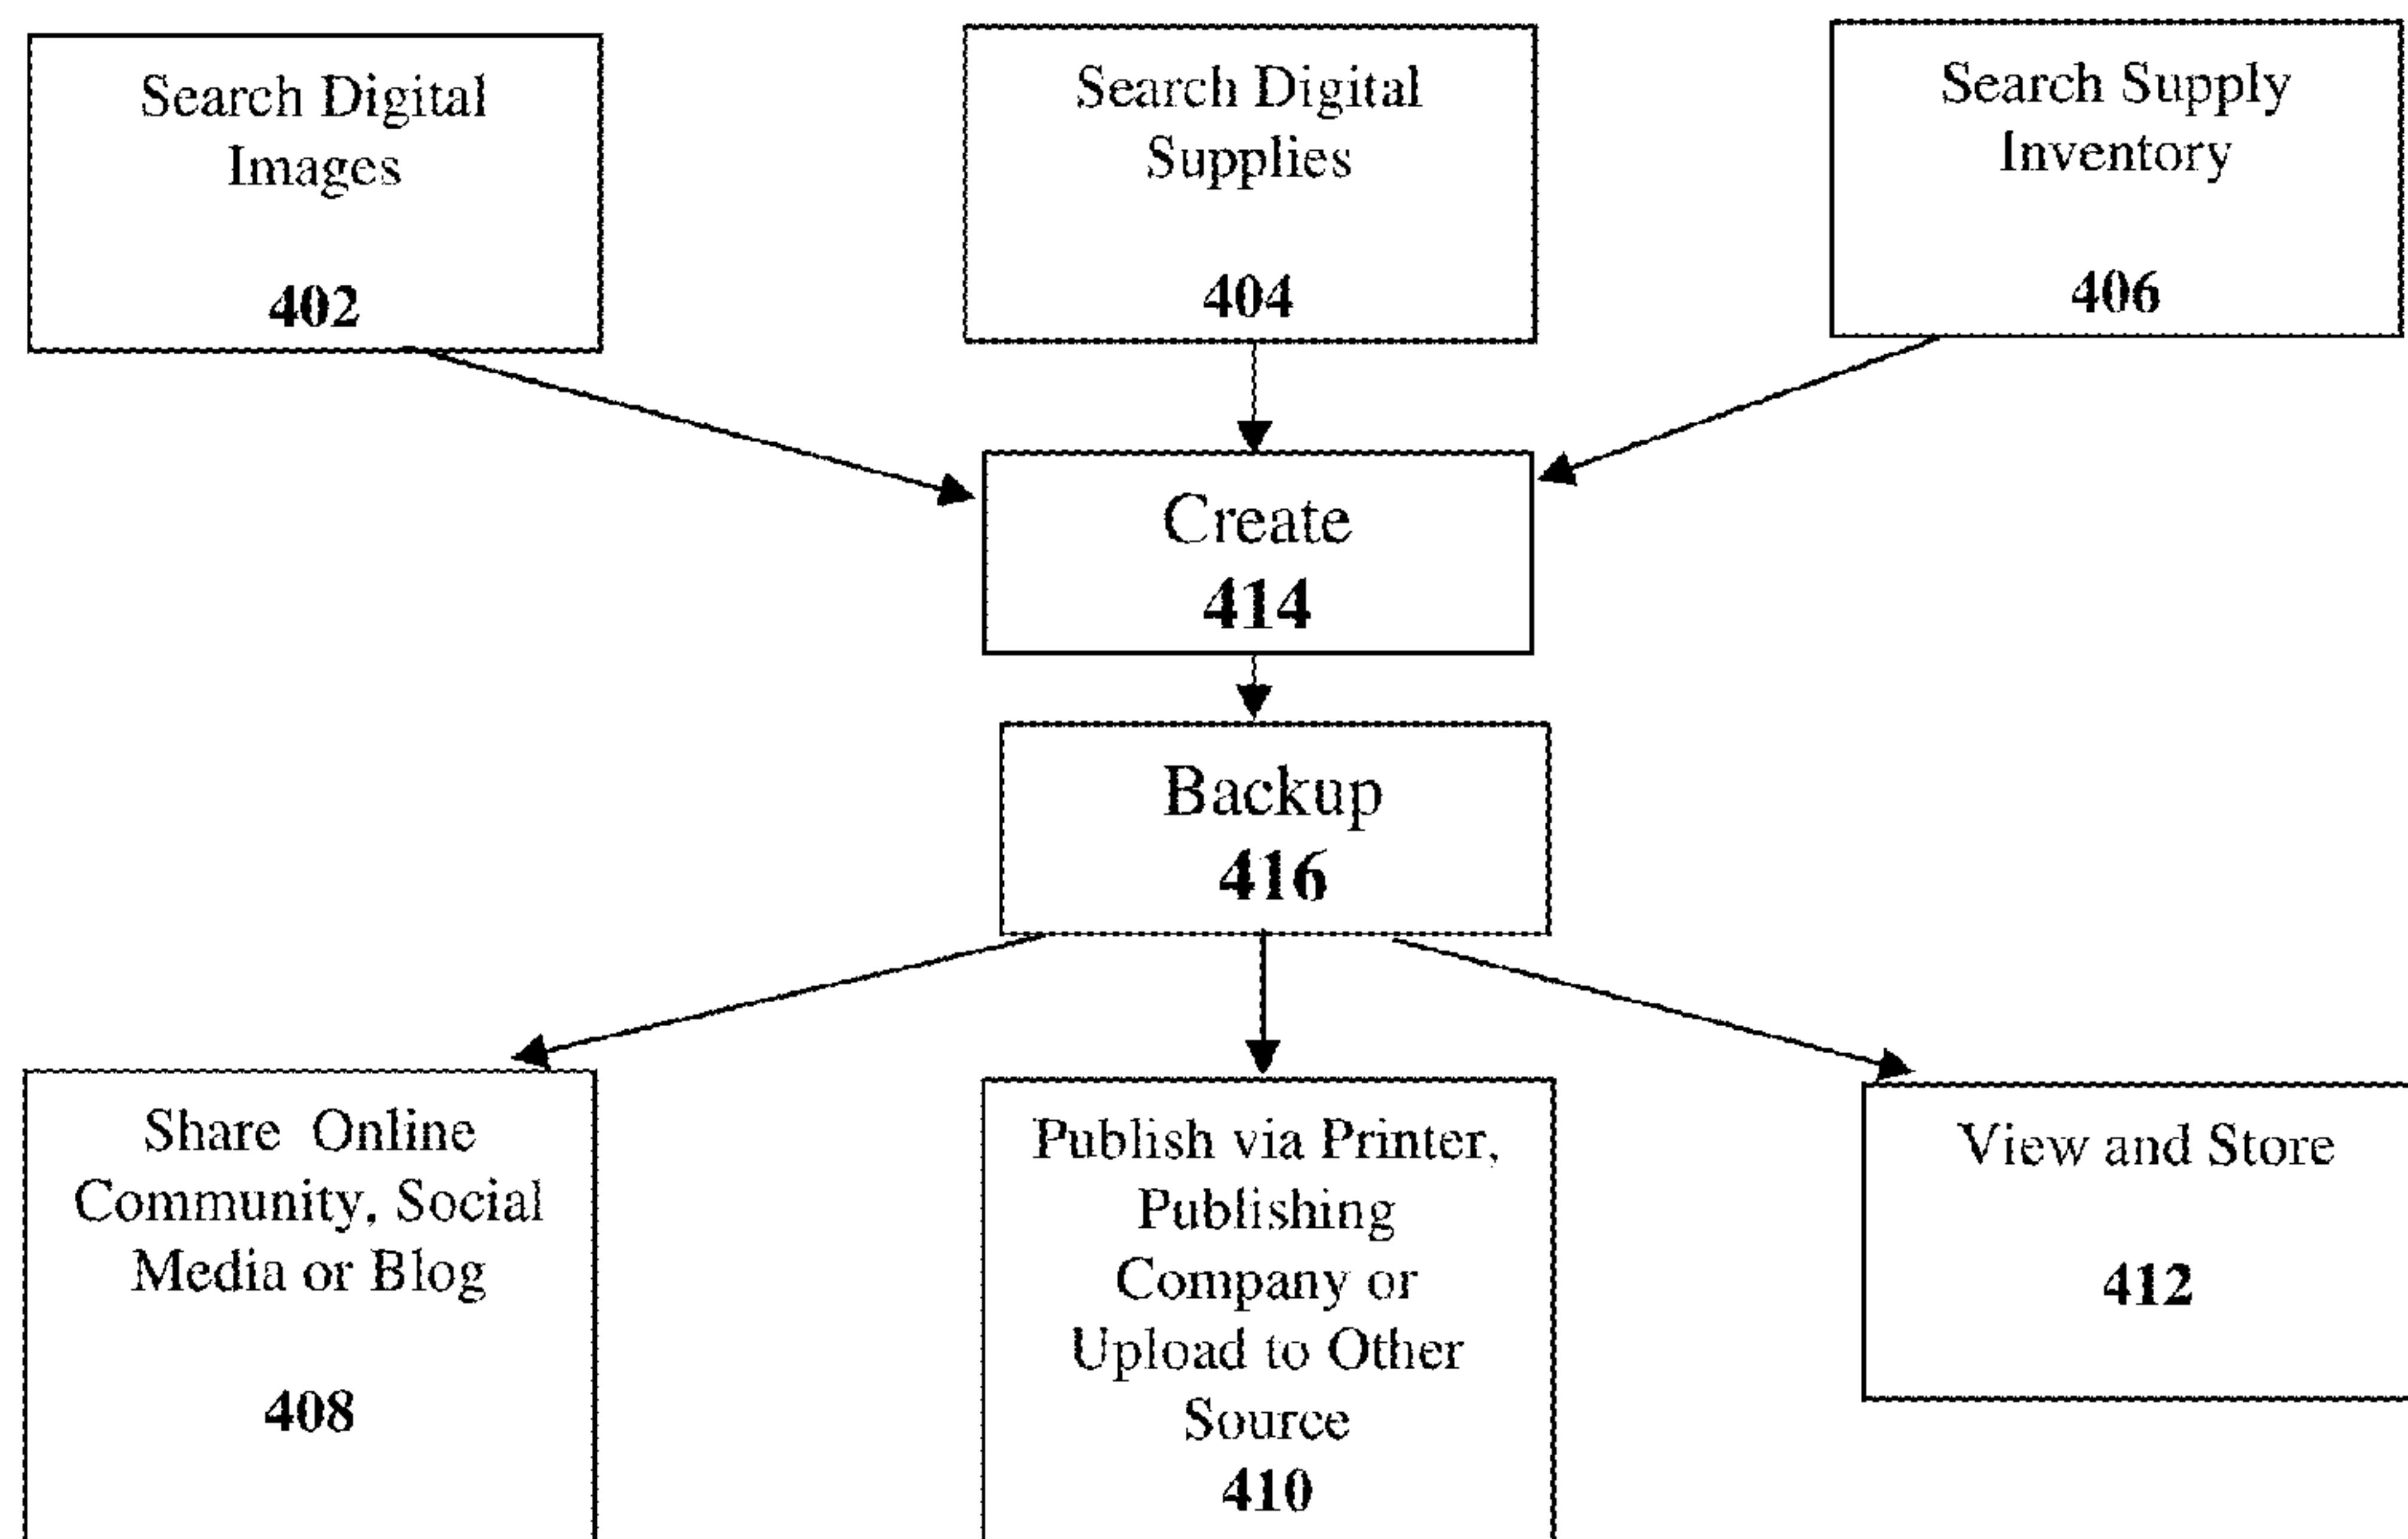 Search Digital
Images
402
Search Digital
Supplies
404
Search Supply
Inventory
406
Create
414
Backup
416
Share Online
Community, Social
Media or Blog
408
Publish via Printer,
Publishing
Company or
Upload to Other
Source
410
View and Store
412